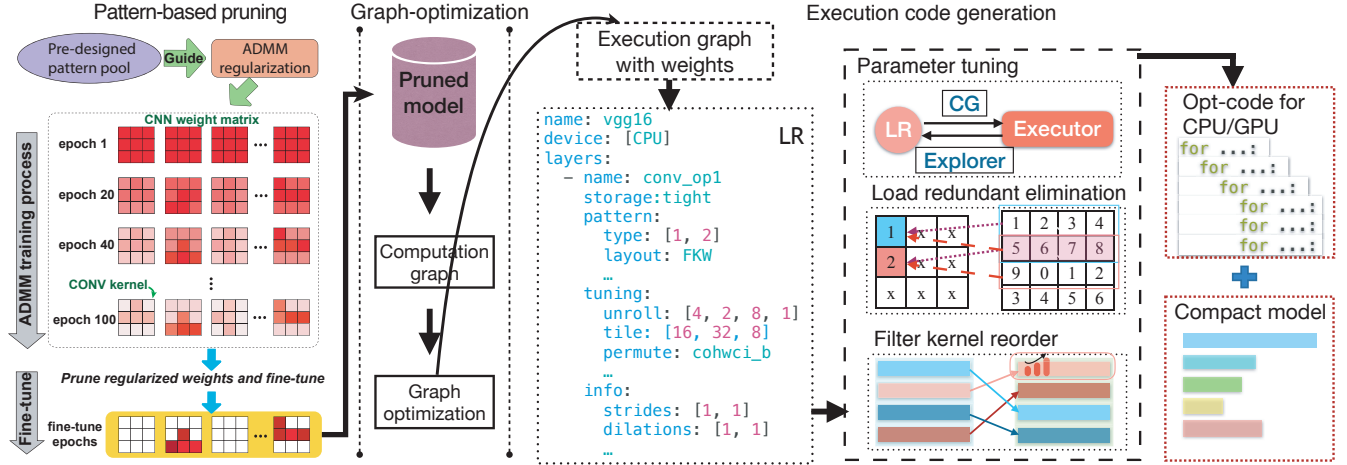 Pattern-based pruning
Pre-designed
pattern pool
Guide
ADMM
regularization
CNN weight matrix
ADMM training process
epoch 1
...
epoch 20
...
epoch 40
...
⋮
CONV kernel
epoch 100
...
Prune regularized weights and fine-tune
Fine-tune
fine-tune
epochs
...
Graph-optimization
Pruned
model
Computation
graph
Graph
optimization
Execution code generation
Execution graph
with weights
LR
name: vgg16
device: [CPU]
layers:
– name: conv_op1
storage:tight
pattern:
type: [1, 2]
layout: FKW
…
tuning:
unroll: [4, 2, 8, 1]
tile: [16, 32, 8]
permute: cohwci_b
…
info:
strides: [1, 1]
dilations: [1, 1]
…
Parameter tuning
CG
LR
Executor
Explorer
Load redundant elimination
1 x x
2 x x
x x x
1 2 3 4
5 6 7 8
9 0 1 2
3 4 5 6
Filter kernel reorder
Opt-code for
CPU/GPU
for ...:
for ...:
for ...:
for ...:
for ...:
for ...:
Compact model